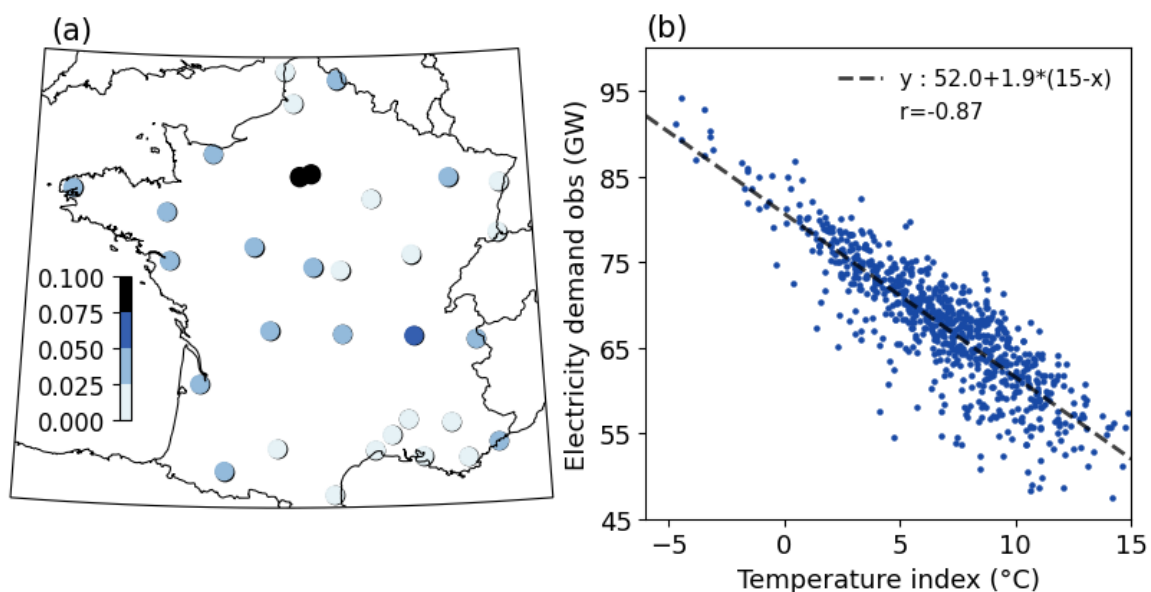 (a)
0.100
0.075
0.050
0.025
0.000
(b)
y : 52.0+1.9*(15-x)
r=-0.87
Electricity demand obs (GW)
95
85
75
65
55
45
−5
0
5
10
15
Temperature index (°C)